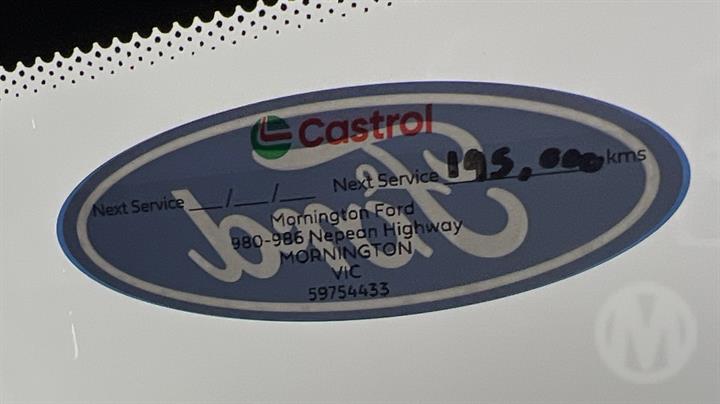 Castrol
Next Service __/__/__ Next Service 195,000 kms
Mornington Ford
980-986 Nepean Highway
MORNINGTON
VIC
59754433
Ford
M